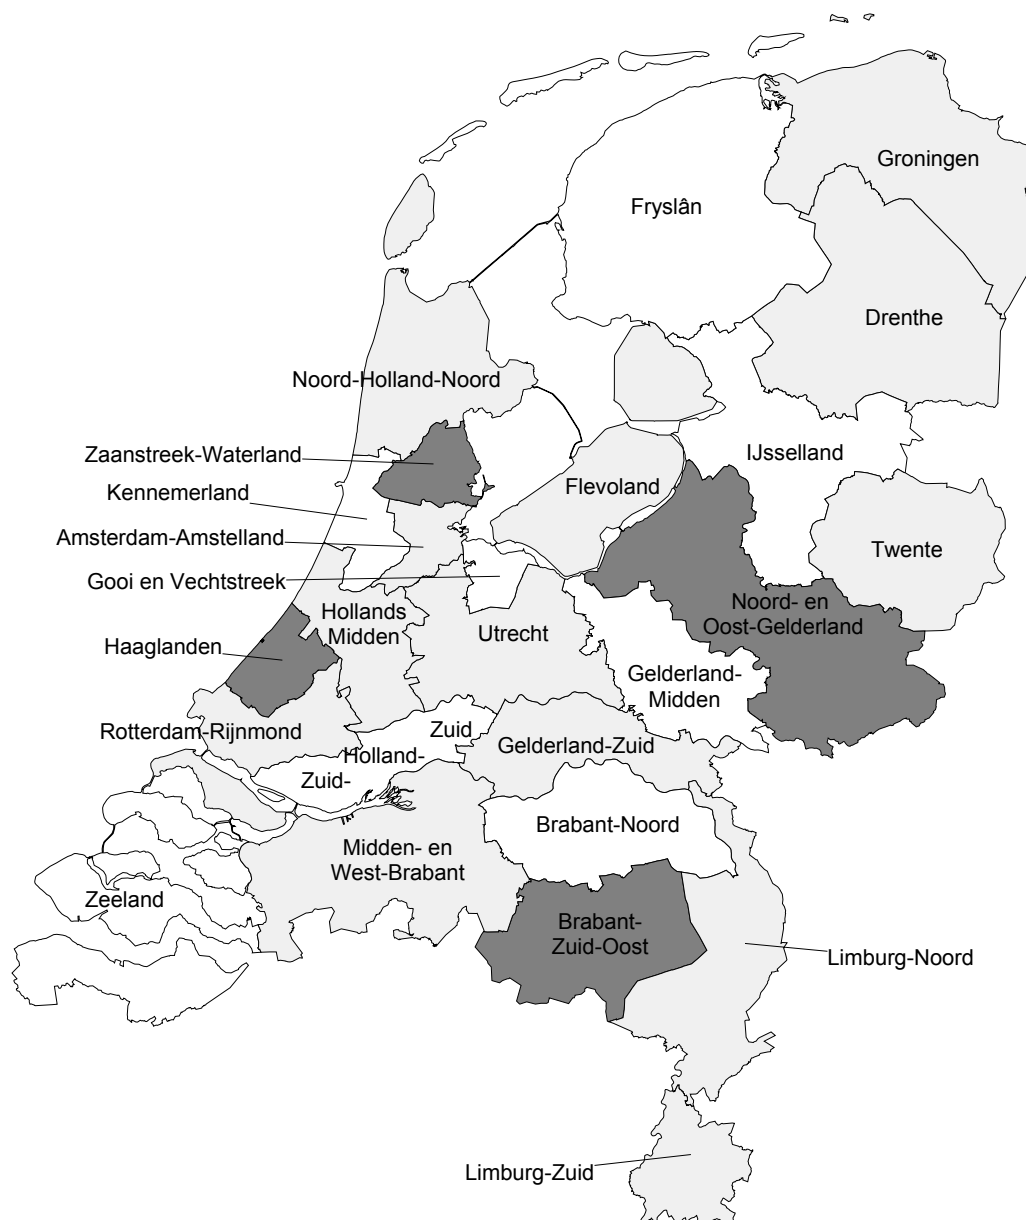 Groningen
Fryslân
Drenthe
Noord-Holland-Noord
Zaanstreek-Waterland
IJsselland
Kennemerland
Flevoland
Amsterdam-Amstelland
Twente
Gooi en Vechtstreek
Hollands
Midden
Noord- en
Oost-Gelderland
Utrecht
Haaglanden
Gelderland-
Midden
Rotterdam-Rijnmond
Zuid
Holland-
Zuid-
Gelderland-Zuid
Brabant-Noord
Midden- en
West-Brabant
Zeeland
Brabant-
Zuid-Oost
Limburg-Noord
Limburg-Zuid